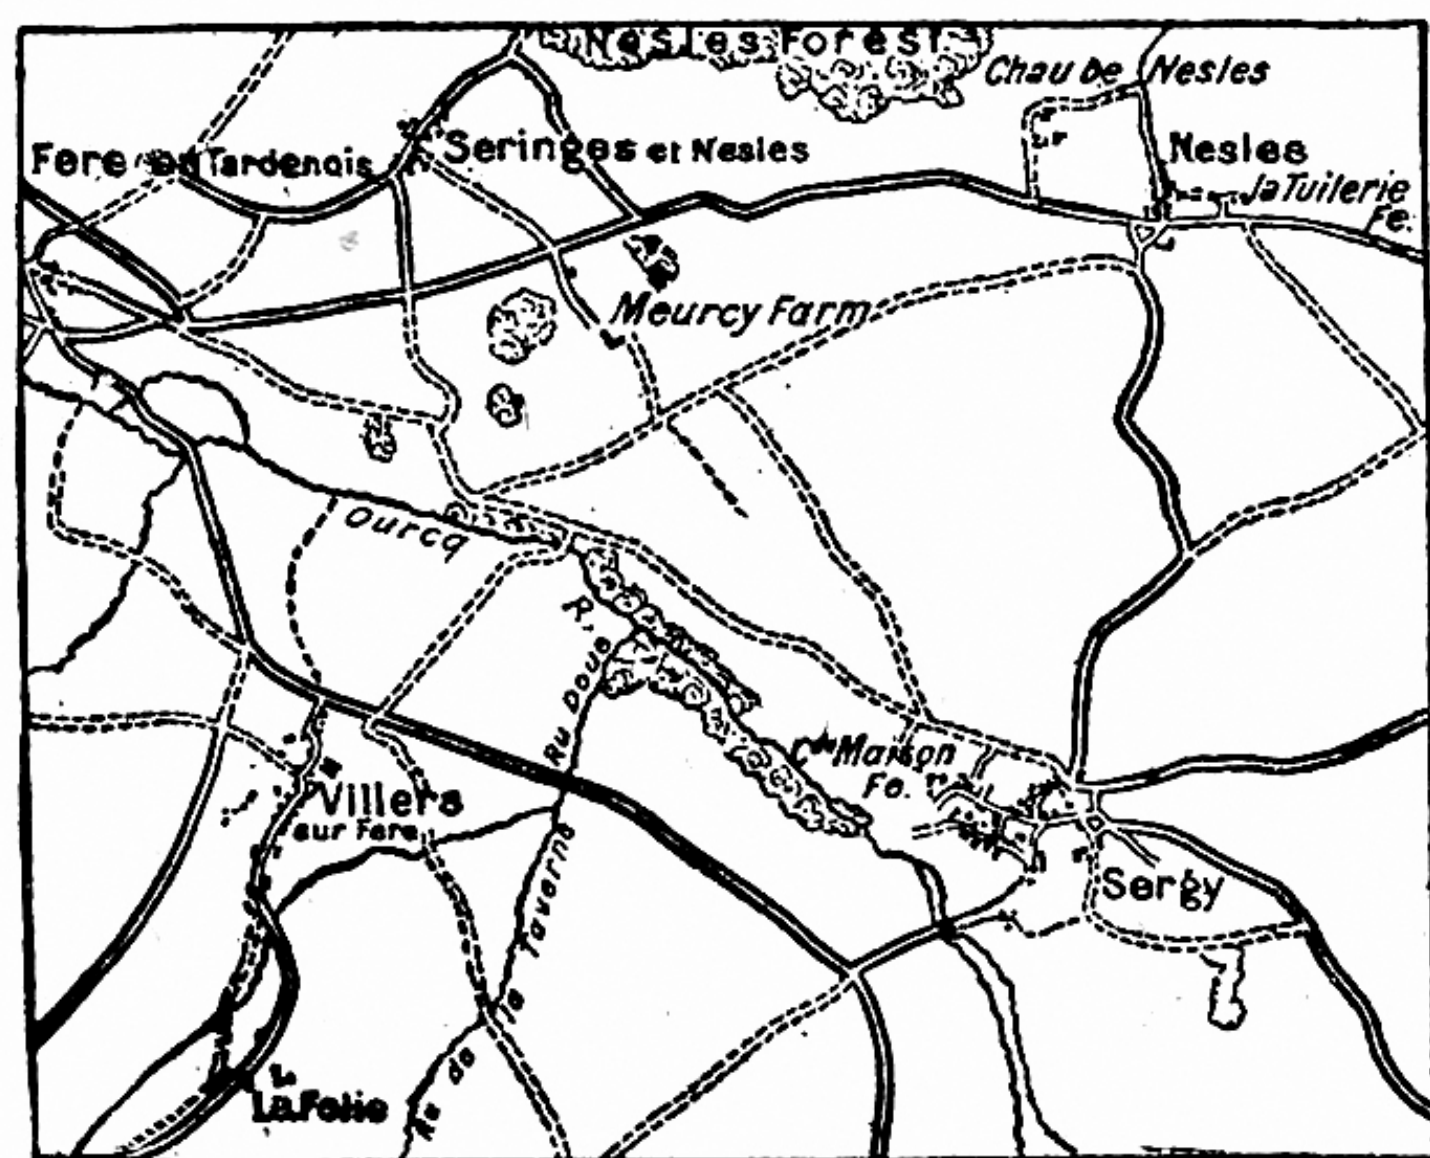 Nesles Forest
Chau de Nesles
Fere en Tardenois
Seringes et Nesles
Nesles
la Tuilerie
Fe.
Meurcy Farm
Ourcq
R.
Ru Doue
Maison
Fe.
Villers
sur Fere
Sergy
Ru de la Taverne
La Folie